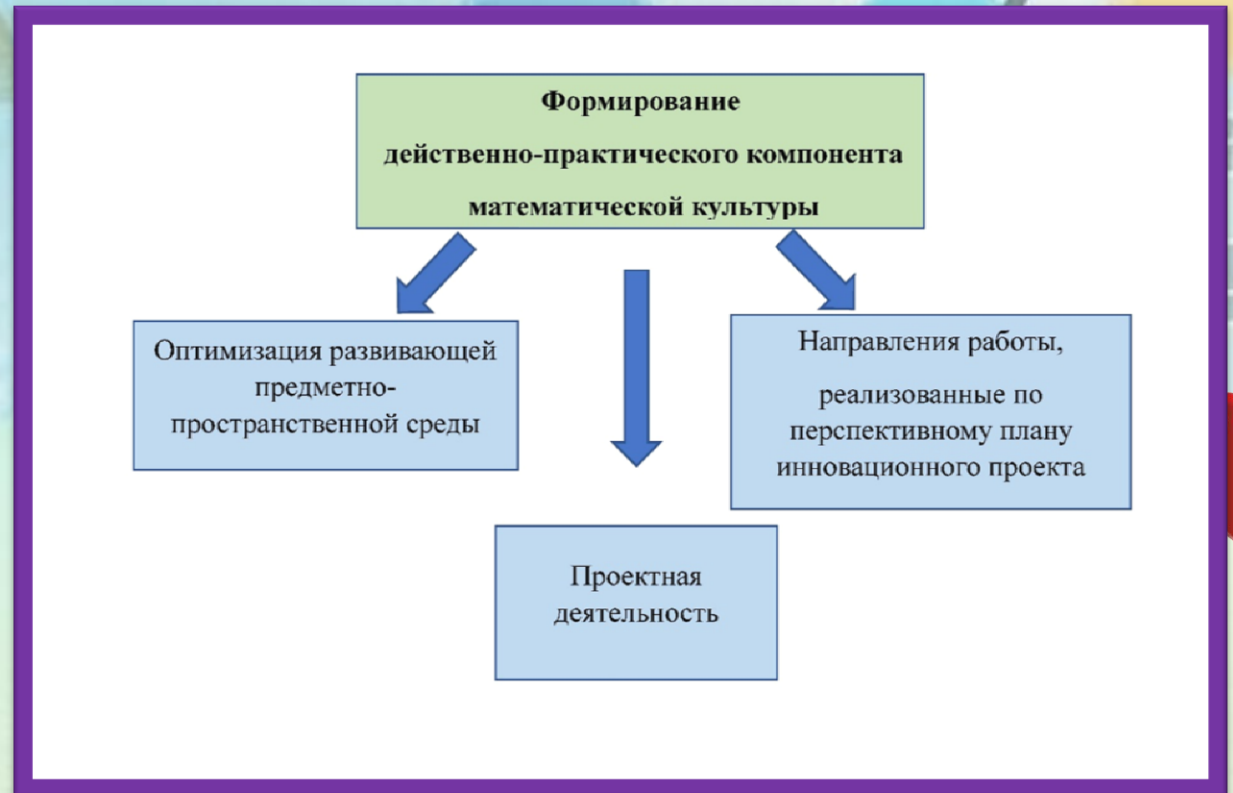 Формирование
действенно-практического компонента
математической культуры
Оптимизация развивающей
предметно-
пространственной среды
Направления работы,
реализованные по
перспективному плану
инновационного проекта
Проектная
деятельность